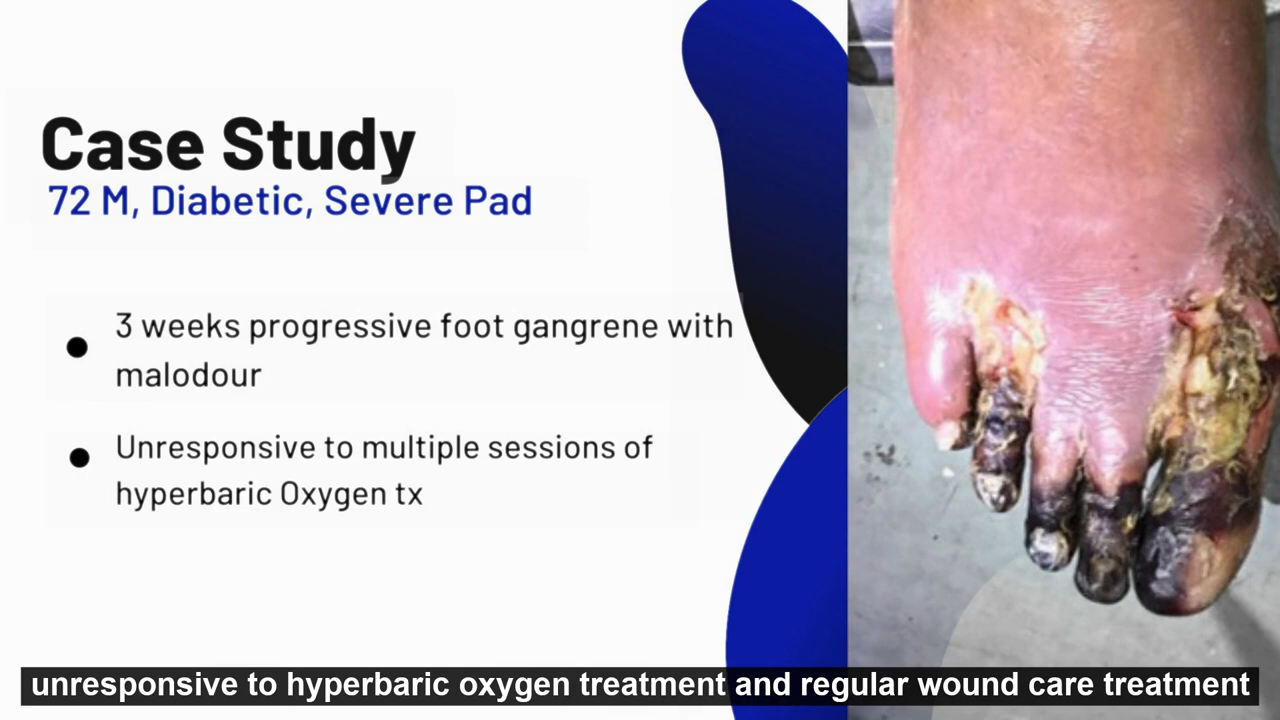 Case Study
72 M, Diabetic, Severe Pad
3 weeks progressive foot gangrene with
malodour
Unresponsive to multiple sessions of
hyperbaric Oxygen tx
unresponsive to hyperbaric oxygen treatment and regular wound care treatment